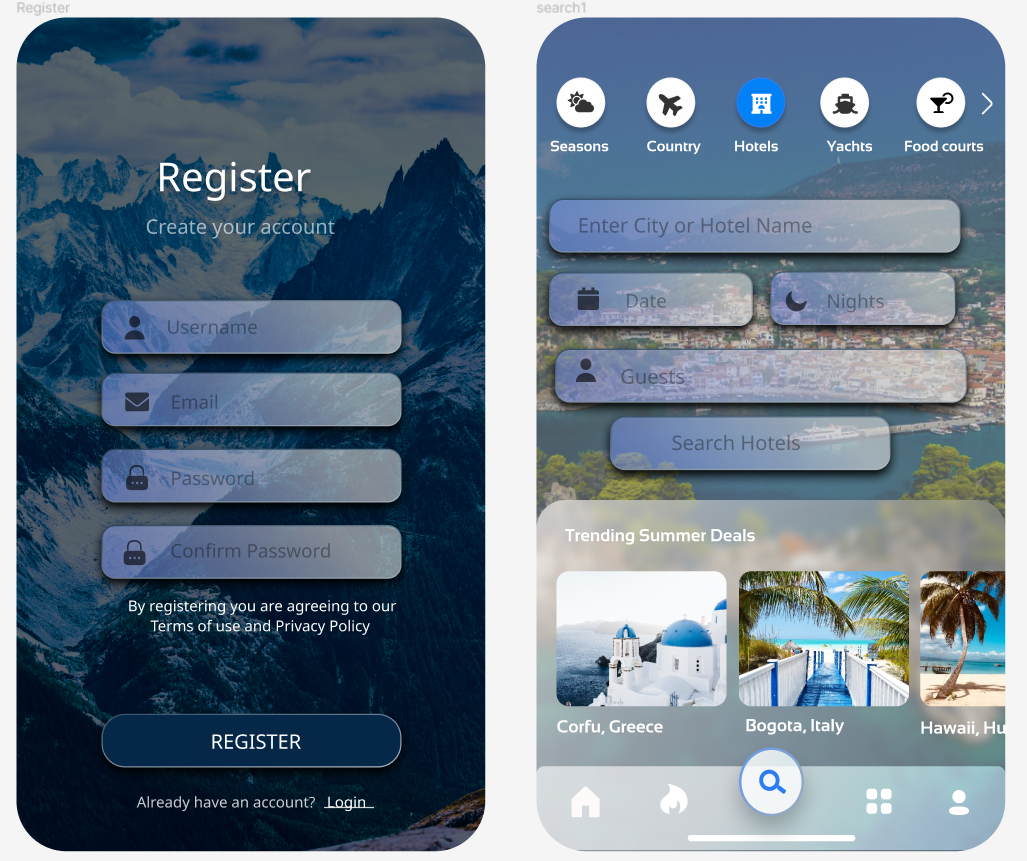 Register
Register
Create your account
Username
Email
Password
Confirm Password
By registering you are agreeing to our
Terms of use and Privacy Policy
REGISTER
Already have an account? Login
search1
Seasons
Country
Hotels
Yachts
Food courts
Enter City or Hotel Name
Date
Nights
Guests
Search Hotels
Trending Summer Deals
Corfu, Greece
Bogota, Italy
Hawaii, Hu